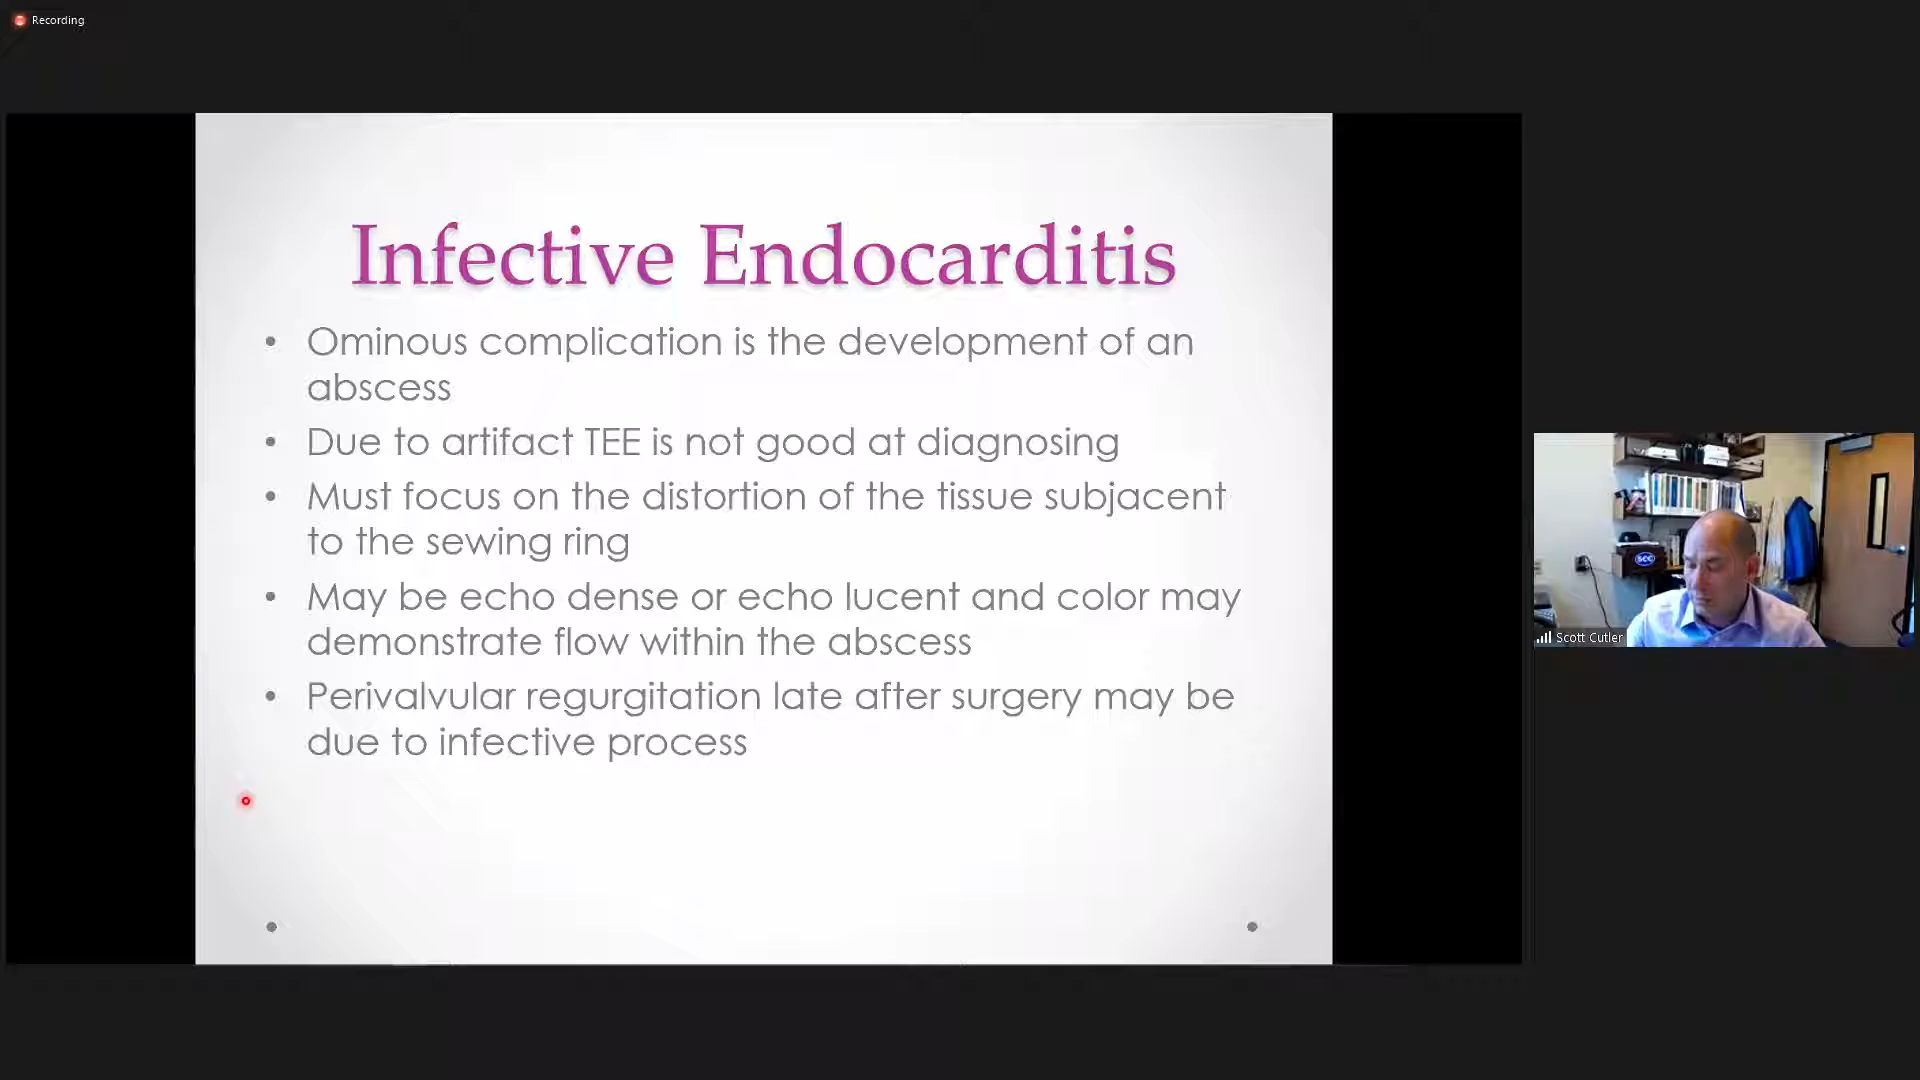 Recording
Infective Endocarditis
• Ominous complication is the development of an
abscess
• Due to artifact TEE is not good at diagnosing
• Must focus on the distortion of the tissue subjacent
to the sewing ring
• May be echo dense or echo lucent and color may
demonstrate flow within the abscess
• Perivalvular regurgitation late after surgery may be
due to infective process
SCC
Scott Cutler